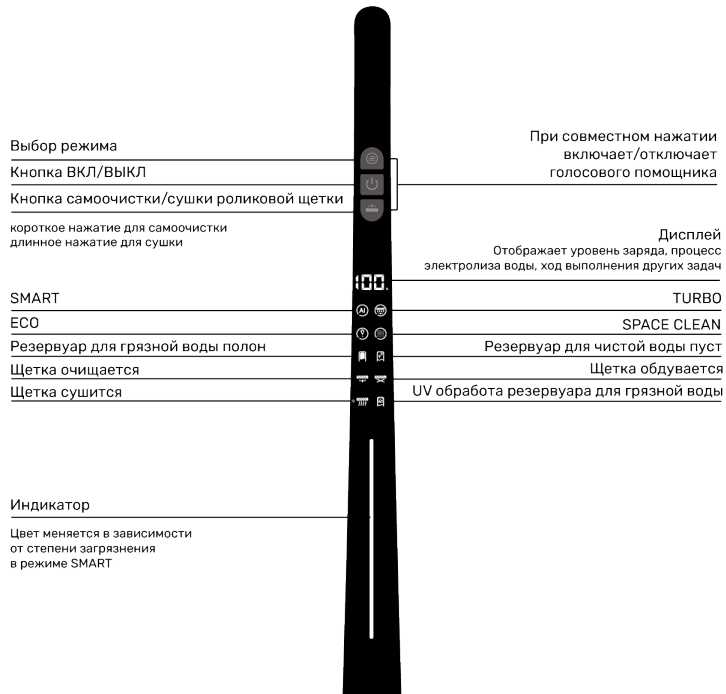 Выбор режима
Кнопка ВКЛ/ВЫКЛ
Кнопка самоочистки/сушки роликовой щетки
короткое нажатие для самоочистки
длинное нажатие для сушки
При совместном нажатии
включает/отключает
голосового помощника
Дисплей
Отображает уровень заряда, процесс
электролиза воды, ход выполнения других задач
100
AI
SMART
TURBO
ECO
SPACE CLEAN
Резервуар для грязной воды полон
Резервуар для чистой воды пуст
Щетка очищается
Щетка обдувается
Щетка сушится
UV обработа резервуара для грязной воды
Индикатор
Цвет меняется в зависимости
от степени загрязнения
в режиме SMART